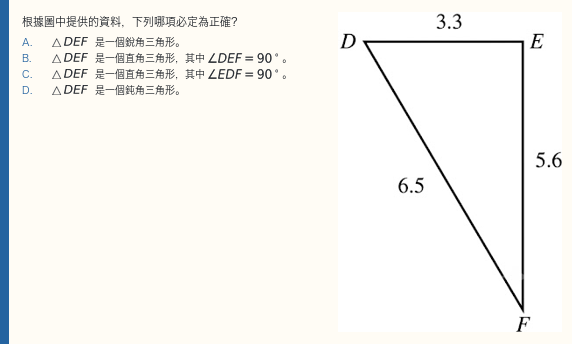 根據圖中提供的資料，下列哪項必定為正確?
A. △DEF 是一個銳角三角形。
B. △DEF 是一個直角三角形，其中∠DEF = 90°。
C. △DEF 是一個直角三角形，其中∠EDF = 90°。
D. △DEF 是一個鈍角三角形。
3.3
D
E
5.6
6.5
F